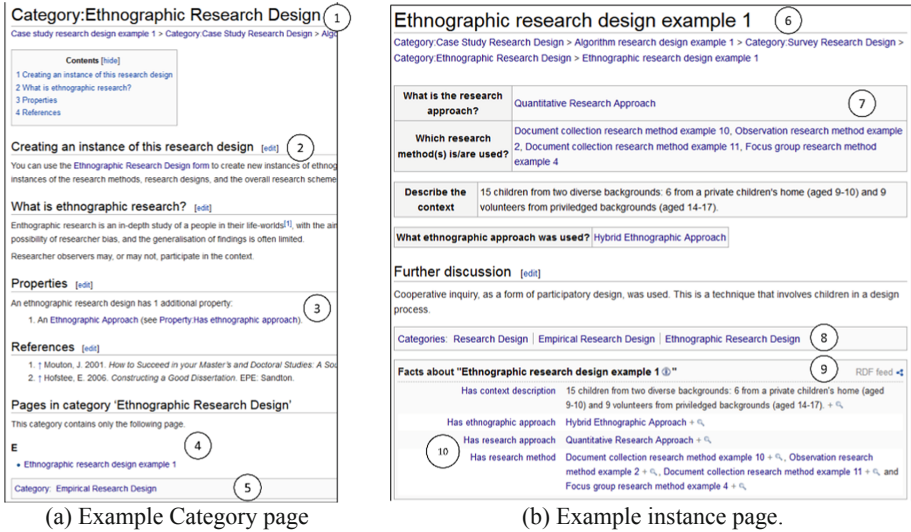 Category:Ethnographic Research Design
1
Case study research design example 1 > Category:Case Study Research Design > Algo
Contents [hide]
1 Creating an instance of this research design
2 What is ethnographic research?
3 Properties
4 References
Creating an instance of this research design [edit]
2
You can use the Ethnographic Research Design form to create new instances of ethnog
instances of the research methods, research designs, and the overall research scheme
What is ethnographic research? [edit]
Enthographic research is an in-depth study of a people in their life-worlds[1], with the aim
possibility of researcher bias, and the generalisation of findings is often limited.
Researcher observers may, or may not, participate in the context.
Properties [edit]
3
An ethnographic research design has 1 additional property:
1. An Ethnographic Approach (see Property:Has ethnographic approach).
References [edit]
1. ↑ Mouton, J. 2001. How to Succeed in your Master's and Doctoral Studies: A Sou
2. ↑ Hofstee, E. 2006. Constructing a Good Dissertation. EPE: Sandton.
Pages in category 'Ethnographic Research Design'
This category contains only the following page.
4
E
• Ethnographic research design example 1
5
Category: Empirical Research Design
(a) Example Category page
Ethnographic research design example 1
6
Category:Case Study Research Design > Algorithm research design example 1 > Category:Survey Research Design >
Category:Ethnographic Research Design > Ethnographic research design example 1
What is the research approach? Quantitative Research Approach
7
Which research method(s) is/are used? Document collection research method example 10, Observation research method example
2, Document collection research method example 11, Focus group research method
example 4
Describe the context 15 children from two diverse backgrounds: 6 from a private children's home (aged 9-10) and 9
volunteers from priviledged backgrounds (aged 14-17).
What ethnographic approach was used? Hybrid Ethnographic Approach
Further discussion [edit]
Cooperative inquiry, as a form of participatory design, was used. This is a technique that involves children in a design
process.
Categories: Research Design | Empirical Research Design | Ethnographic Research Design
8
Facts about "Ethnographic research design example 1"
9
RDF feed
Has context description 15 children from two diverse backgrounds: 6 from a private children's home (aged
9-10) and 9 volunteers from priviledged backgrounds (aged 14-17). +
Has ethnographic approach Hybrid Ethnographic Approach +
Has research approach Quantitative Research Approach +
10
Has research method Document collection research method example 10 +, Observation research
method example 2 +, Document collection research method example 11 + and
Focus group research method example 4 +
(b) Example instance page.